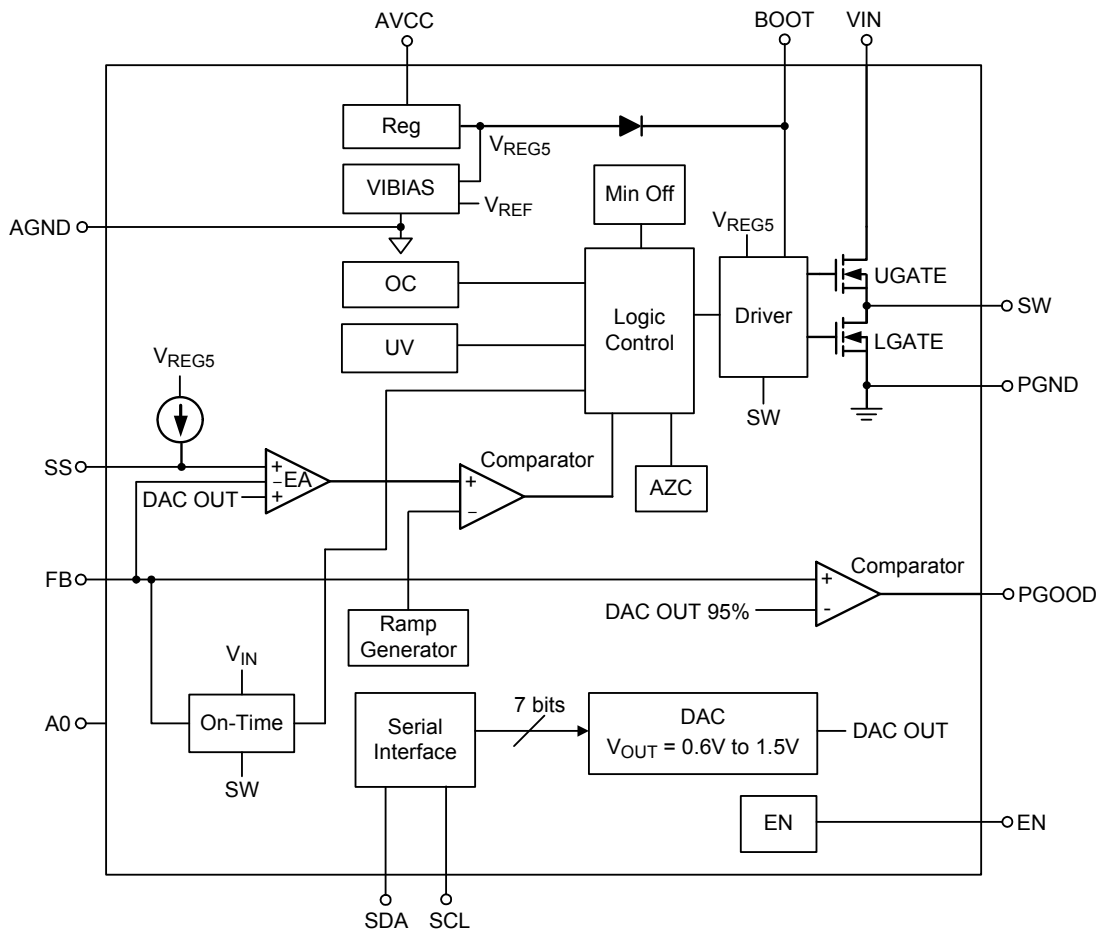 AVCC
BOOT
VIN
Reg
VREG5
VIBIAS
VREF
Min Off
AGND
VREG5
OC
UGATE
Logic
Control
Driver
SW
UV
LGATE
VREG5
PGND
SW
Comparator
SS
+
−
+
EA
DAC OUT
+
−
AZC
FB
Comparator
+
-
PGOOD
DAC OUT 95%
Ramp
Generator
VIN
7 bits
A0
On-Time
Serial
Interface
DAC
VOUT = 0.6V to 1.5V
DAC OUT
SW
EN
EN
SDA
SCL